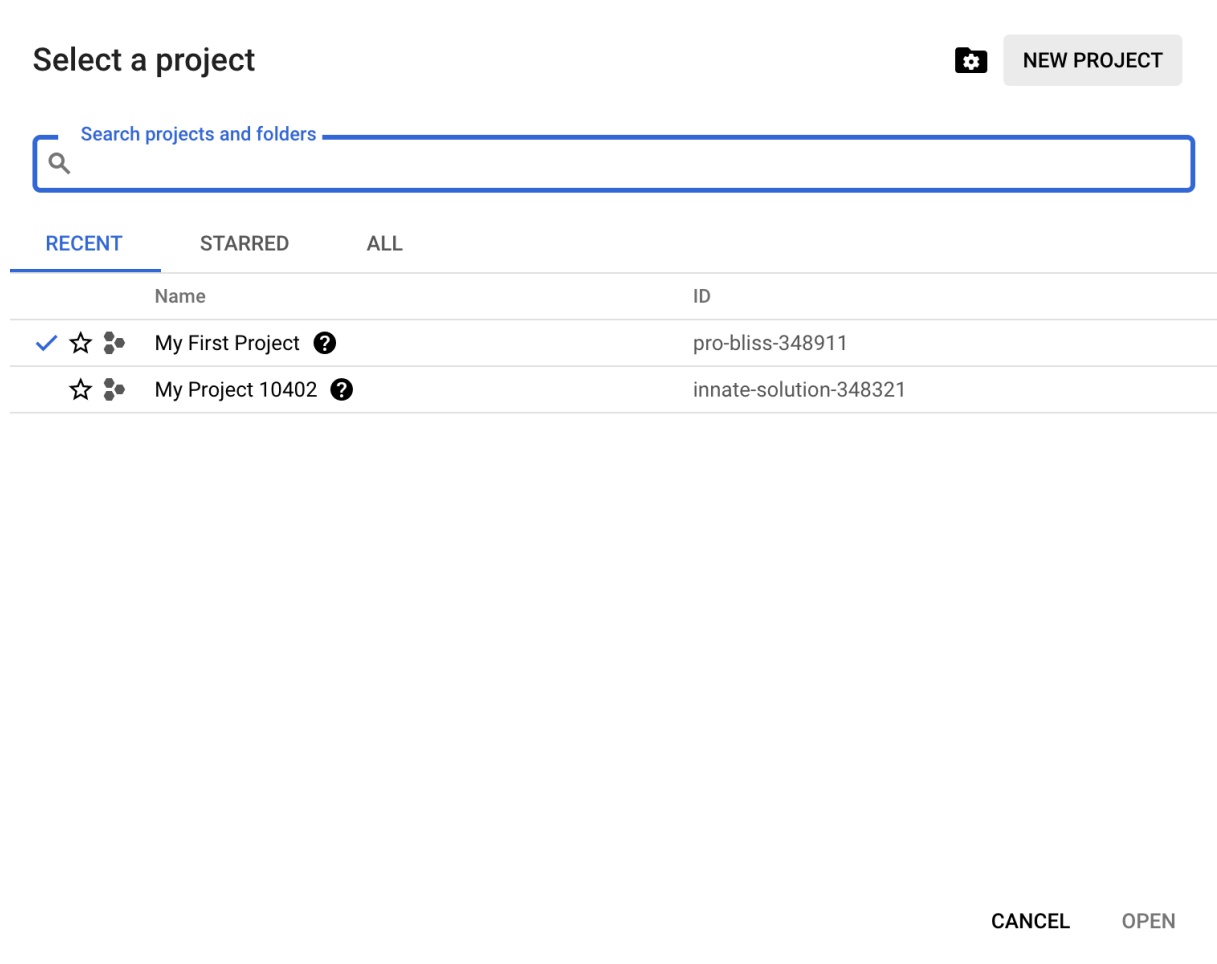 Select a project
NEW PROJECT
Search projects and folders
RECENT STARRED ALL
Name ID
My First Project ? pro-bliss-348911
My Project 10402 ? innate-solution-348321
CANCEL OPEN